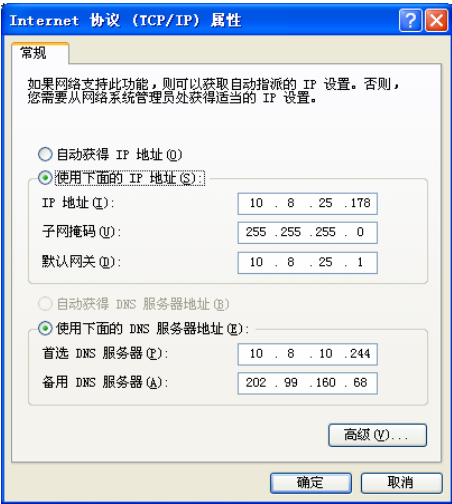 Internet 协议 (TCP/IP) 属性
常规
如果网络支持此功能，则可以获取自动指派的 IP 设置。否则，
您需要从网络系统管理员处获得适当的 IP 设置。
自动获得 IP 地址(O)
使用下面的 IP 地址(S):
IP 地址(I): 10 . 8 . 25 .178
子网掩码(U): 255 .255 .255 . 0
默认网关(D): 10 . 8 . 25 . 1
自动获得 DNS 服务器地址(B)
使用下面的 DNS 服务器地址(E):
首选 DNS 服务器(P): 10 . 8 . 10 .244
备用 DNS 服务器(A): 202 . 99 .160 . 68
高级(V)...
确定 取消